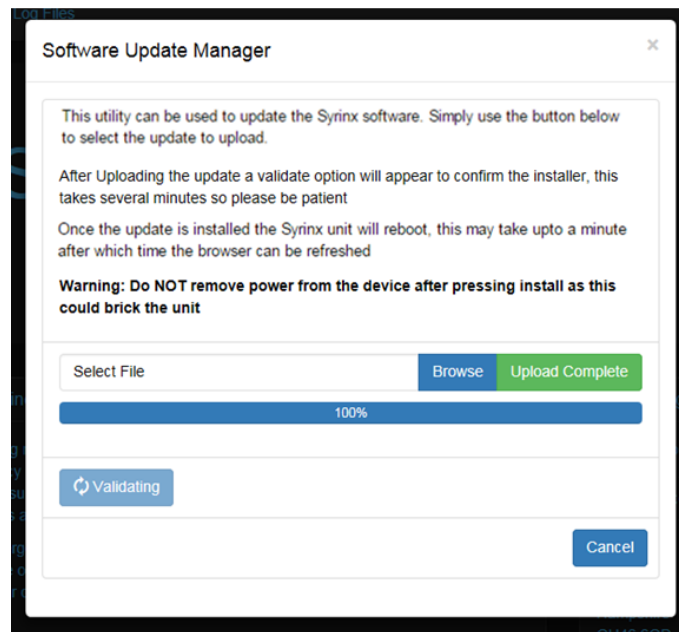 Log Files
Software Update Manager
×
This utility can be used to update the Syrinx software. Simply use the button below
to select the update to upload.
After Uploading the update a validate option will appear to confirm the installer, this
takes several minutes so please be patient
Once the update is installed the Syrinx unit will reboot, this may take upto a minute
after which time the browser can be refreshed
Warning: Do NOT remove power from the device after pressing install as this
could brick the unit
Select File Browse Upload Complete
100%
Validating
Cancel